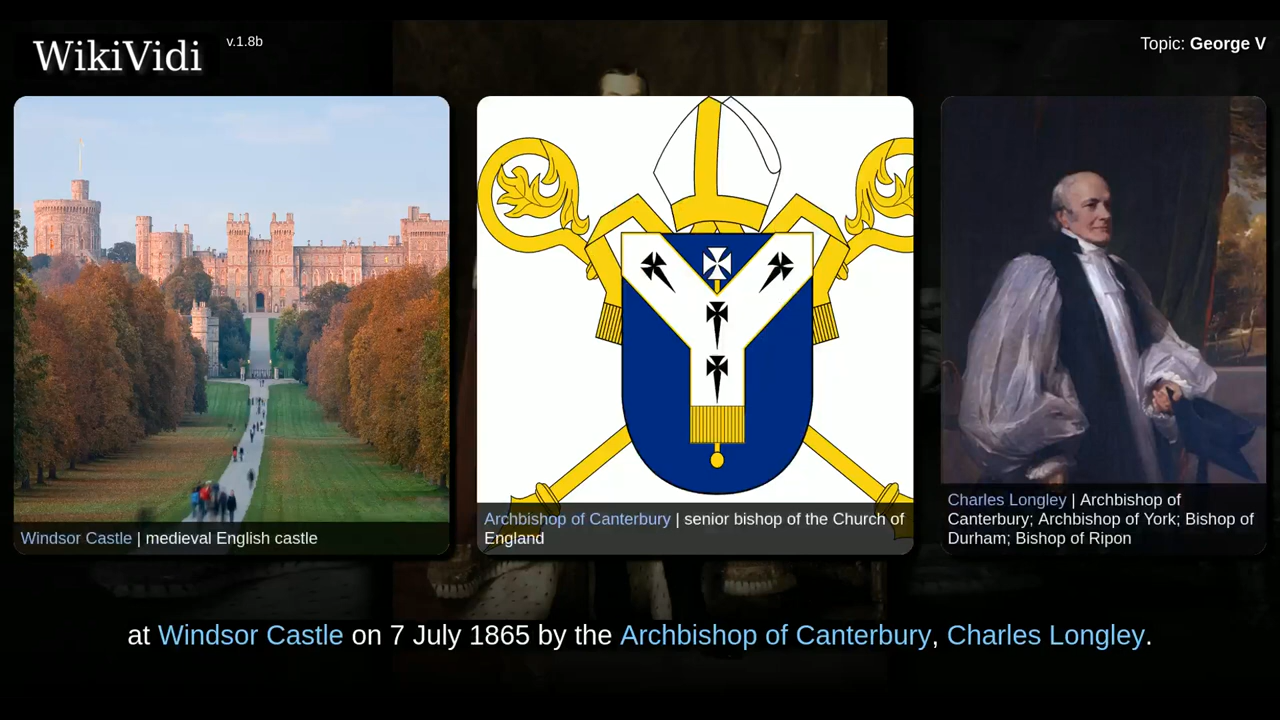 WikiVidi
v.1.8b
Topic: George V
Windsor Castle | medieval English castle
Archbishop of Canterbury | senior bishop of the Church of
England
Charles Longley | Archbishop of
Canterbury; Archbishop of York; Bishop of
Durham; Bishop of Ripon
at Windsor Castle on 7 July 1865 by the Archbishop of Canterbury, Charles Longley.